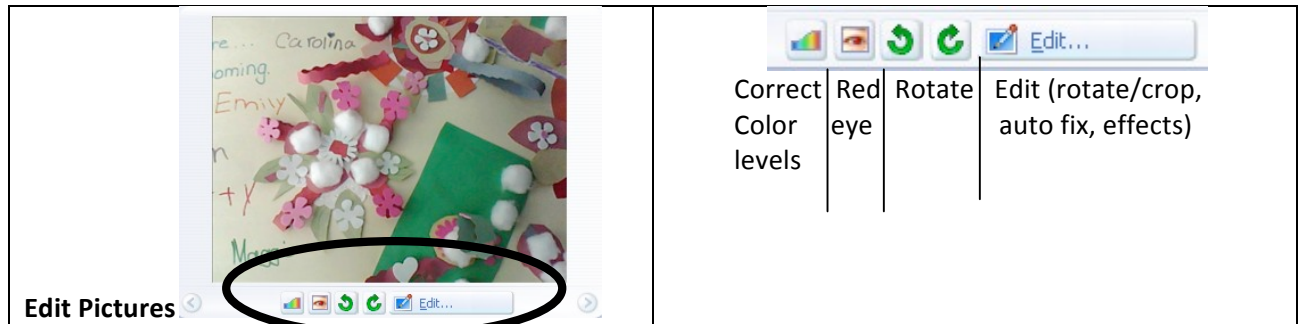 re... Carolina
oming.
Emily
n
+y
Edit...
Edit Pictures
Edit...
Correct Color levels
Red eye
Rotate
Edit (rotate/crop,
auto fix, effects)